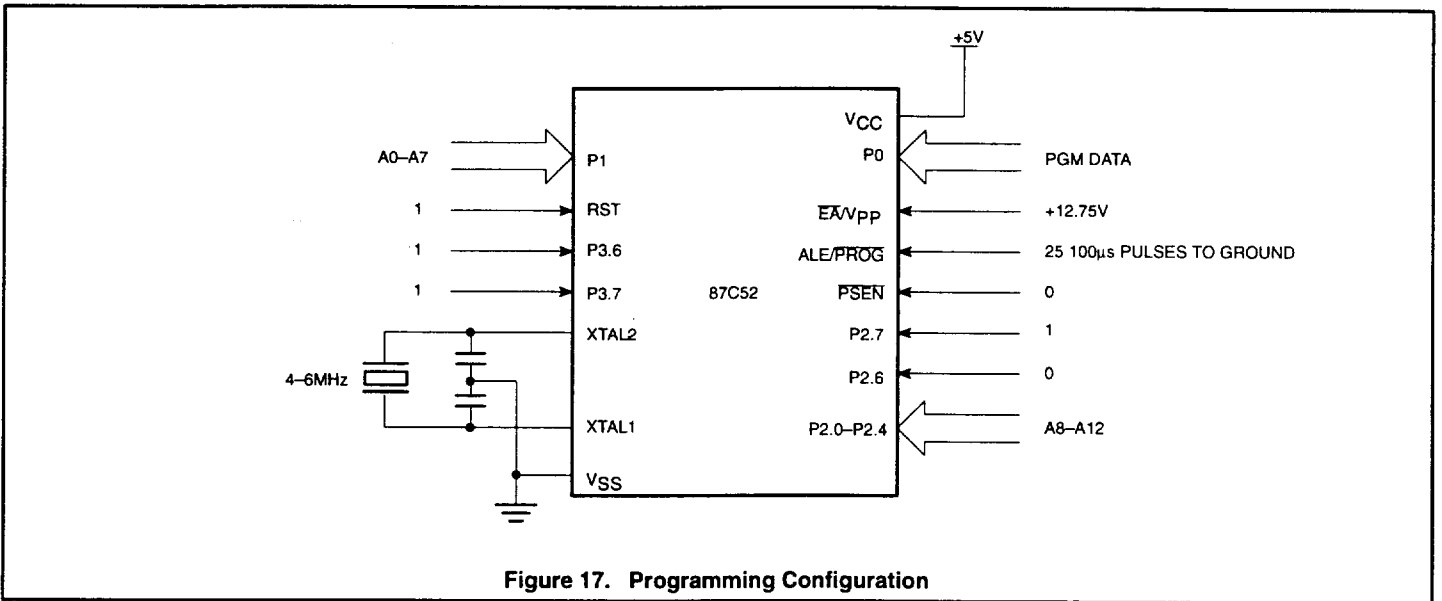 +5V
A0–A7
1
1
1
4–6MHz
P1
RST
P3.6
P3.7
XTAL2
XTAL1
VSS
87C52
VCC
P0
EA/VPP
ALE/PROG
PSEN
P2.7
P2.6
P2.0–P2.4
PGM DATA
+12.75V
25 100µs PULSES TO GROUND
0
1
0
A8–A12
Figure 17. Programming Configuration